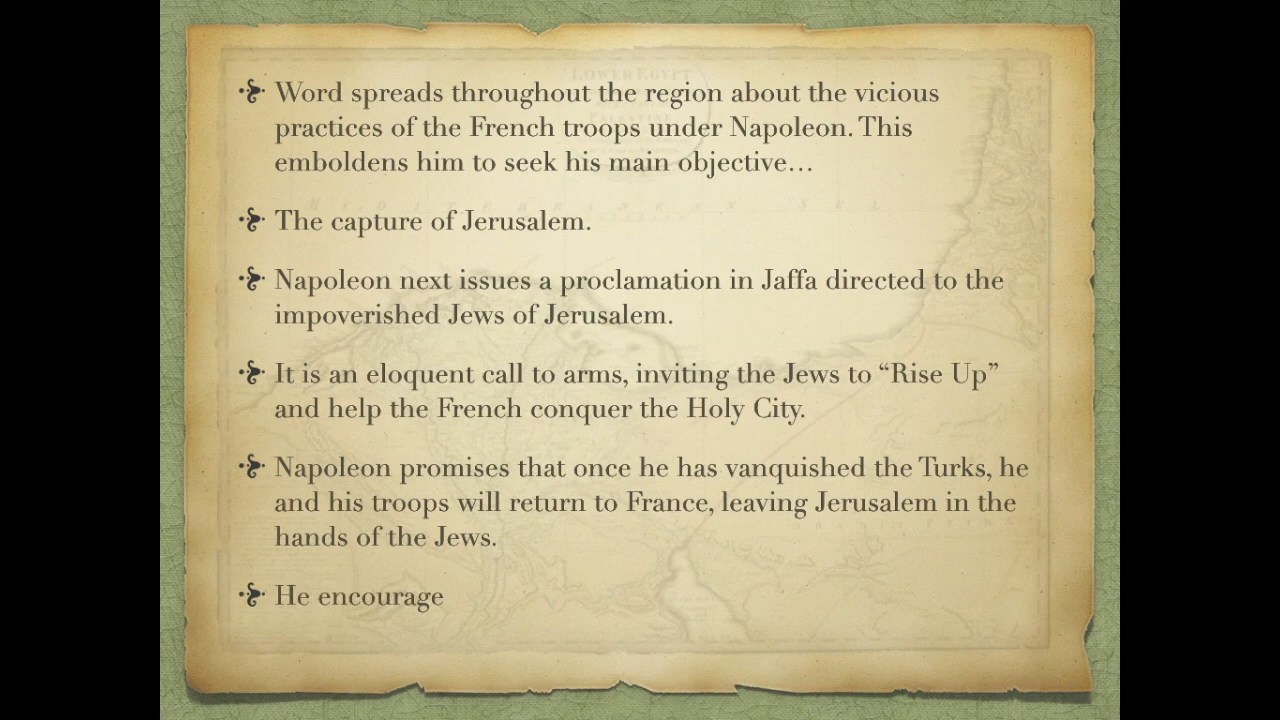 LOWER EGYPT
Word spreads throughout the region about the vicious
practices of the French troops under Napoleon. This
emboldens him to seek his main objective…
MEDITERRANEAN SEA
The capture of Jerusalem.
Napoleon next issues a proclamation in Jaffa directed to the
impoverished Jews of Jerusalem.
It is an eloquent call to arms, inviting the Jews to “Rise Up”
and help the French conquer the Holy City.
Napoleon promises that once he has vanquished the Turks, he
and his troops will return to France, leaving Jerusalem in the
hands of the Jews.
He encourage